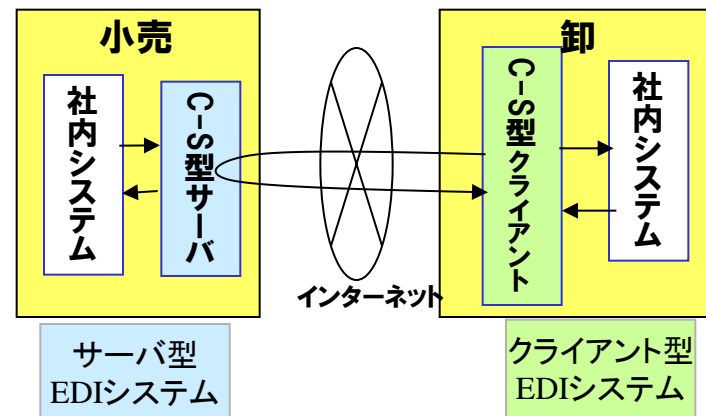 小売
卸
社内システム
C-S型サーバ
C-S型クライアント
社内システム
インターネット
サーバ型
EDIシステム
クライアント型
EDIシステム